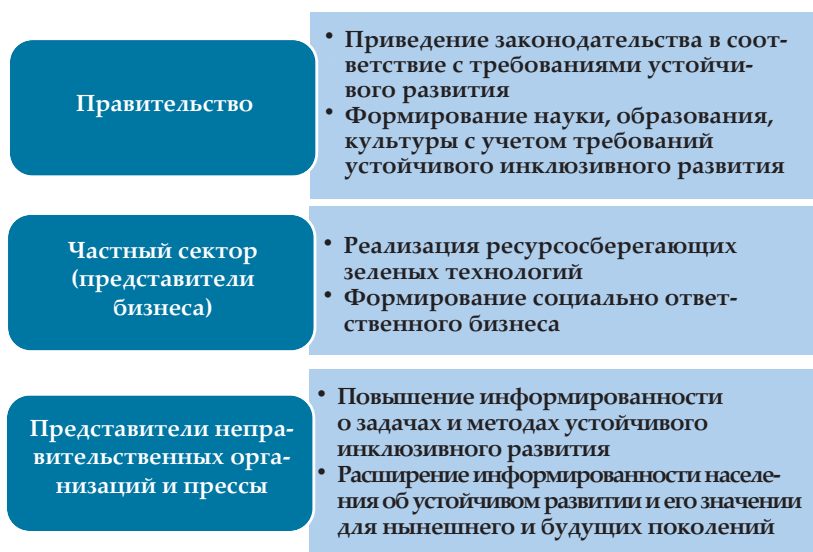 Правительство
• Приведение законодательства в соот-
ветствие с требованиями устойчи-
вого развития
• Формирование науки, образования,
культуры с учетом требований
устойчивого инклюзивного развития
Частный сектор
(представители
бизнеса)
• Реализация ресурсосберегающих
зеленых технологий
• Формирование социально ответ-
ственного бизнеса
Представители непра-
вительственных орга-
низаций и прессы
• Повышение информированности
о задачах и методах устойчивого
инклюзивного развития
• Расширение информированности населе-
ния об устойчивом развитии и его значении
для нынешнего и будущих поколений